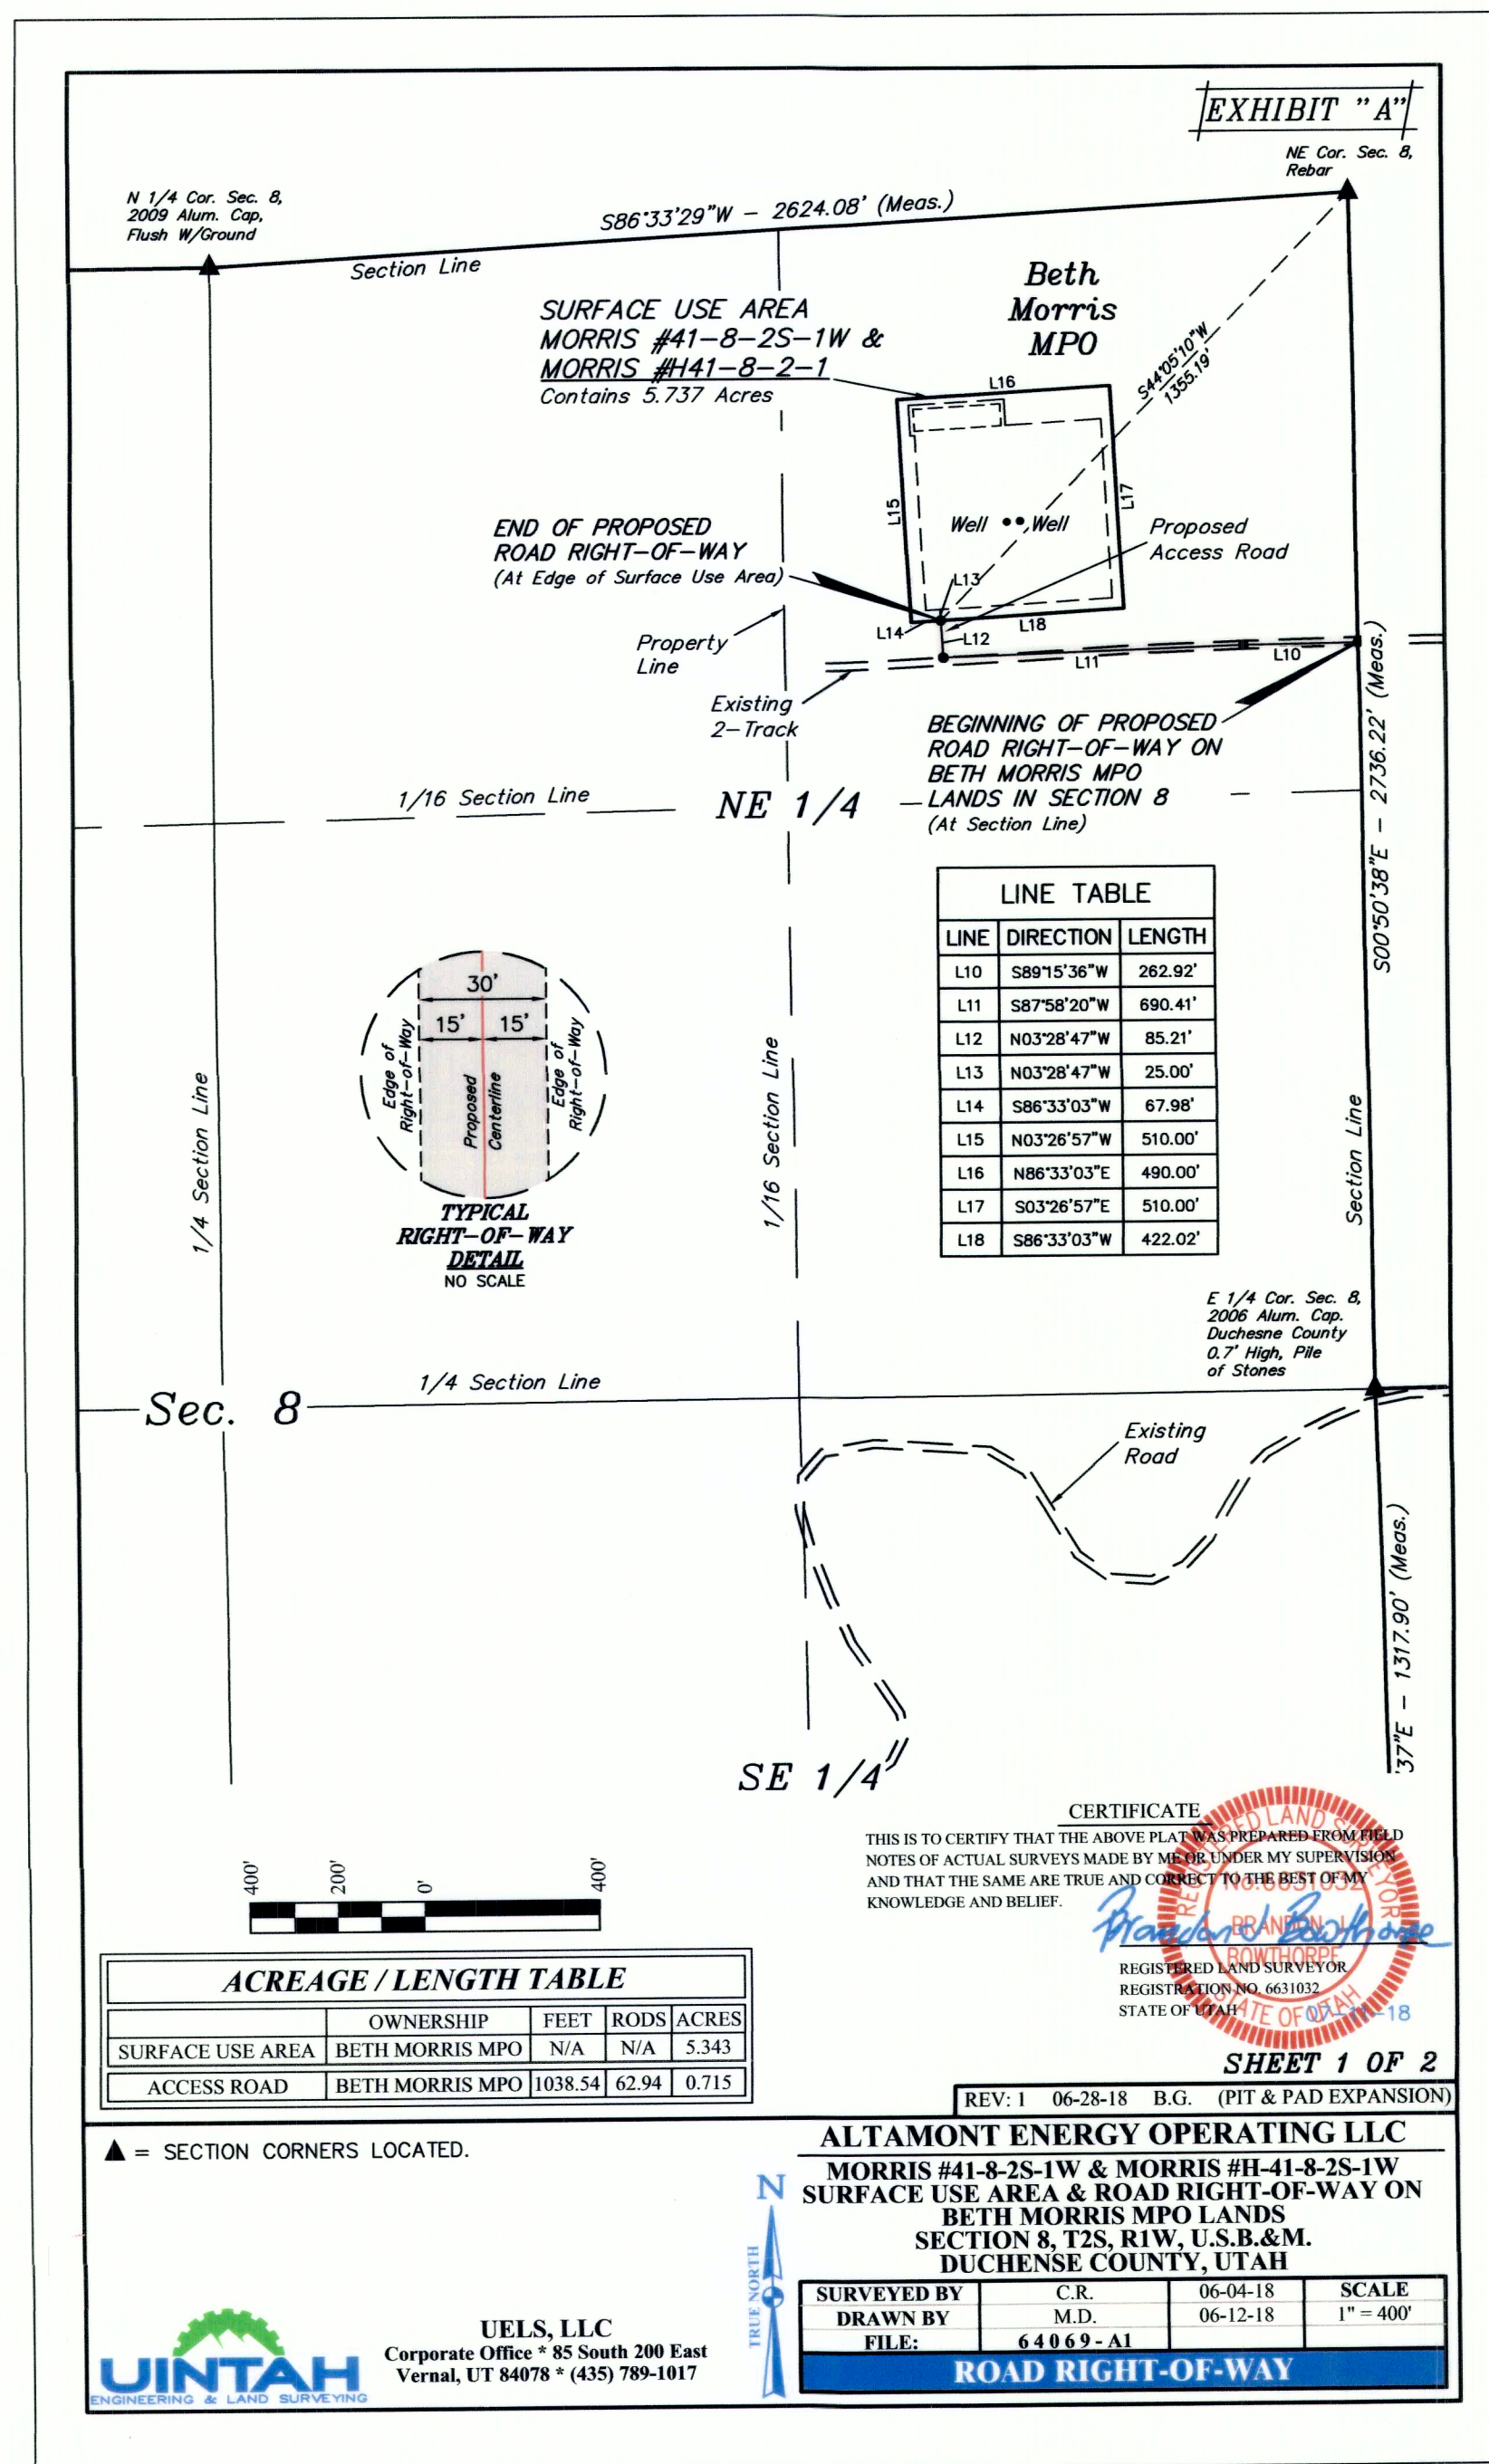 EXHIBIT "A"
NE Cor. Sec. 8,
Rebar
N 1/4 Cor. Sec. 8,
2009 Alum. Cap,
Flush W/Ground
S86°33'29"W - 2624.08' (Meas.)
Section Line
Beth
Morris
MPO
SURFACE USE AREA
MORRIS #41-8-2S-1W &
MORRIS #H41-8-2-1
Contains 5.737 Acres
S44°05'10"W
1355.19'
L16
L15
L17
Well
Well
END OF PROPOSED
ROAD RIGHT-OF-WAY
(At Edge of Surface Use Area)
Proposed
Access Road
L13
L14
L12
L18
L11
L10
Property
Line
Existing
2-Track
BEGINNING OF PROPOSED
ROAD RIGHT-OF-WAY ON
BETH MORRIS MPO
LANDS IN SECTION 8
(At Section Line)
S00°50'38"E - 2736.22' (Meas.)
1/16 Section Line
NE 1/4
LINE TABLE
LINE DIRECTION LENGTH
L10 S89°15'36"W 262.92'
L11 S87°58'20"W 690.41'
L12 N03°28'47"W 85.21'
L13 N03°28'47"W 25.00'
L14 S86°33'03"W 67.98'
L15 N03°26'57"W 510.00'
L16 N86°33'03"E 490.00'
L17 S03°26'57"E 510.00'
L18 S86°33'03"W 422.02'
30'
15' 15'
Edge of
Right-of-Way
Proposed
Centerline
Edge of
Right-of-Way
TYPICAL
RIGHT-OF-WAY
DETAIL
NO SCALE
1/4 Section Line
1/16 Section Line
Section Line
E 1/4 Cor. Sec. 8,
2006 Alum. Cap.
Duchesne County
0.7' High, Pile
of Stones
1/4 Section Line
Sec. 8
Existing
Road
'37"E - 1317.90' (Meas.)
SE 1/4
CERTIFICATE
THIS IS TO CERTIFY THAT THE ABOVE PLAT WAS PREPARED FROM FIELD
NOTES OF ACTUAL SURVEYS MADE BY ME OR UNDER MY SUPERVISION
AND THAT THE SAME ARE TRUE AND CORRECT TO THE BEST OF MY
KNOWLEDGE AND BELIEF.
REGISTERED LAND SURVEYOR
No. 6631032
BRANDON J.
BOWTHORPE
STATE OF UTAH
Brandon J Bowthorpe
REGISTERED LAND SURVEYOR
REGISTRATION NO. 6631032
STATE OF UTAH
07-11-18
400' 200' 0' 400'
ACREAGE / LENGTH TABLE
OWNERSHIP FEET RODS ACRES
SURFACE USE AREA BETH MORRIS MPO N/A N/A 5.343
ACCESS ROAD BETH MORRIS MPO 1038.54 62.94 0.715
SHEET 1 OF 2
REV: 1 06-28-18 B.G. (PIT & PAD EXPANSION)
▲ = SECTION CORNERS LOCATED.
N
TRUE NORTH
ALTAMONT ENERGY OPERATING LLC
MORRIS #41-8-2S-1W & MORRIS #H-41-8-2S-1W
SURFACE USE AREA & ROAD RIGHT-OF-WAY ON
BETH MORRIS MPO LANDS
SECTION 8, T2S, R1W, U.S.B.&M.
DUCHENSE COUNTY, UTAH
SURVEYED BY C.R. 06-04-18 SCALE
DRAWN BY M.D. 06-12-18 1" = 400'
FILE: 64069-A1
ROAD RIGHT-OF-WAY
UINTAH
ENGINEERING & LAND SURVEYING
UELS, LLC
Corporate Office * 85 South 200 East
Vernal, UT 84078 * (435) 789-1017